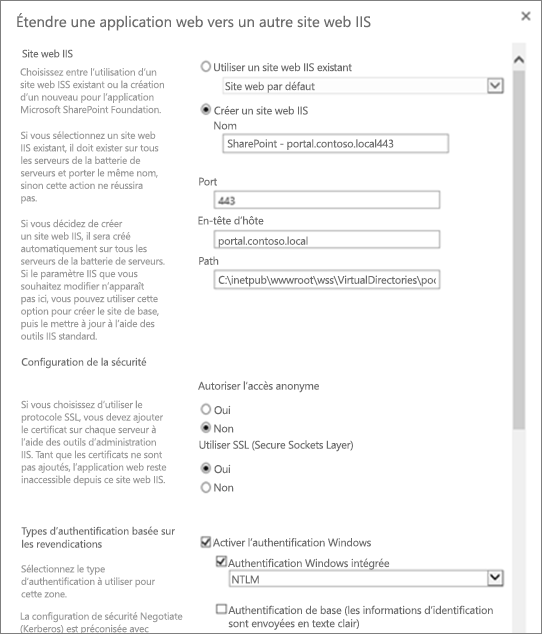 Étendre une application web vers un autre site web IIS
Site web IIS
Choisissez entre l'utilisation d'un
site web ISS existant ou la création
d'un nouveau pour l'application
Microsoft SharePoint Foundation.
Si vous sélectionnez un site web
IIS existant, il doit exister sur tous
les serveurs de la batterie de
serveurs et porter le même nom,
sinon cette action ne réussira
pas.
Si vous décidez de créer
un site web IIS, il sera créé
automatiquement sur tous les
serveurs de la batterie de serveurs.
Si le paramètre IIS que vous
souhaitez modifier n'apparaît
pas ici, vous pouvez utiliser cette
option pour créer le site de base,
puis le mettre à jour à l'aide des
outils IIS standard.
Utiliser un site web IIS existant
Site web par défaut
Créer un site web IIS
Nom
SharePoint - portal.contoso.local443
Port
443
En-tête d'hôte
portal.contoso.local
Path
C:\inetpub\wwwroot\wss\VirtualDirectories\poi
Configuration de la sécurité
Si vous choisissez d'utiliser le
protocole SSL, vous devez ajouter
le certificat sur chaque serveur à
l'aide des outils d'administration
IIS. Tant que les certificats ne sont
pas ajoutés, l'application web reste
inaccessible depuis ce site web IIS.
Autoriser l'accès anonyme
Oui
Non
Utiliser SSL (Secure Sockets Layer)
Oui
Non
Types d'authentification basée sur
les revendications
Sélectionnez le type
d'authentification à utiliser pour
cette zone.
La configuration de sécurité Negotiate
(Kerberos) est préconisée avec
Activer l'authentification Windows
Authentification Windows intégrée
NTLM
Authentification de base (les informations d'identification
sont envoyées en texte clair)